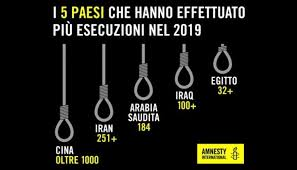 I 5 PAESI CHE HANNO EFFETTUATO
PIÙ ESECUZIONI NEL 2019
CINA
OLTRE 1000
IRAN
251+
ARABIA
SAUDITA
184
IRAQ
100+
EGITTO
32+
AMNESTY
INTERNATIONAL